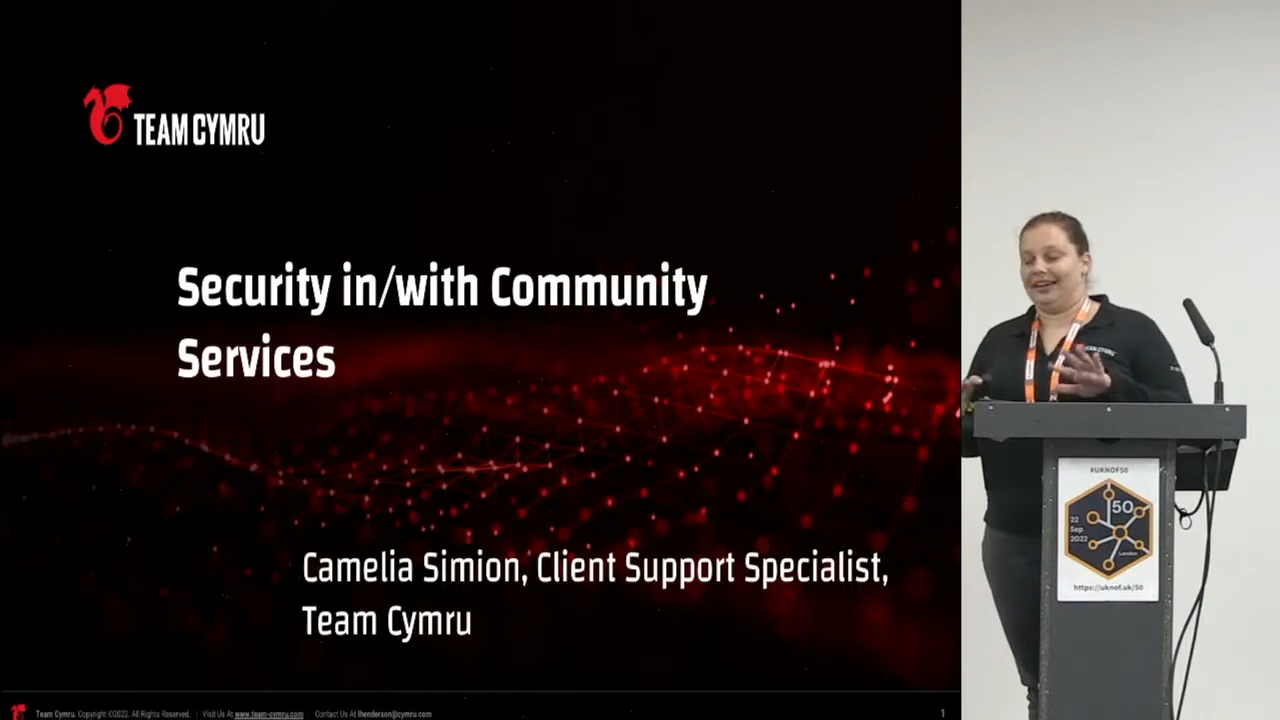 TEAM CYMRU
Security in/with Community
Services
Camelia Simion, Client Support Specialist,
Team Cymru
Team Cymru. Copyright ©2022. All Rights Reserved. | Visit Us At www.team-cymru.com Contact Us At lhenderson@cymru.com
1
#UKNOF50
50
22
Sep
2022
London
https://uknof.uk/50